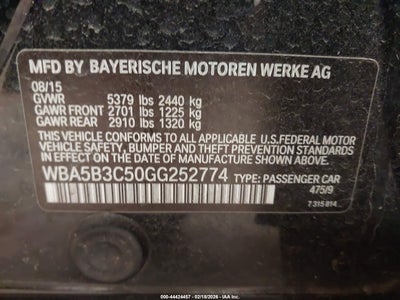 MFD BY BAYERISCHE MOTOREN WERKE AG
08/15
GVWR 5379 lbs 2440 kg
GAWR FRONT 2701 lbs 1225 kg
GAWR REAR 2910 lbs 1320 kg
THIS VEHICLE CONFORMS TO ALL APPLICABLE U.S.FEDERAL MOTOR
VEHICLE SAFETY, BUMPER, AND THEFT PREVENTION STANDARDS
IN EFFECT ON THE DATE OF MANUFACTURE SHOWN ABOVE.
WBA5B3C50GG252774 TYPE: PASSENGER CAR
475/9
7 315 814
000-44424457 - 02/18/2026 - IAA Inc.